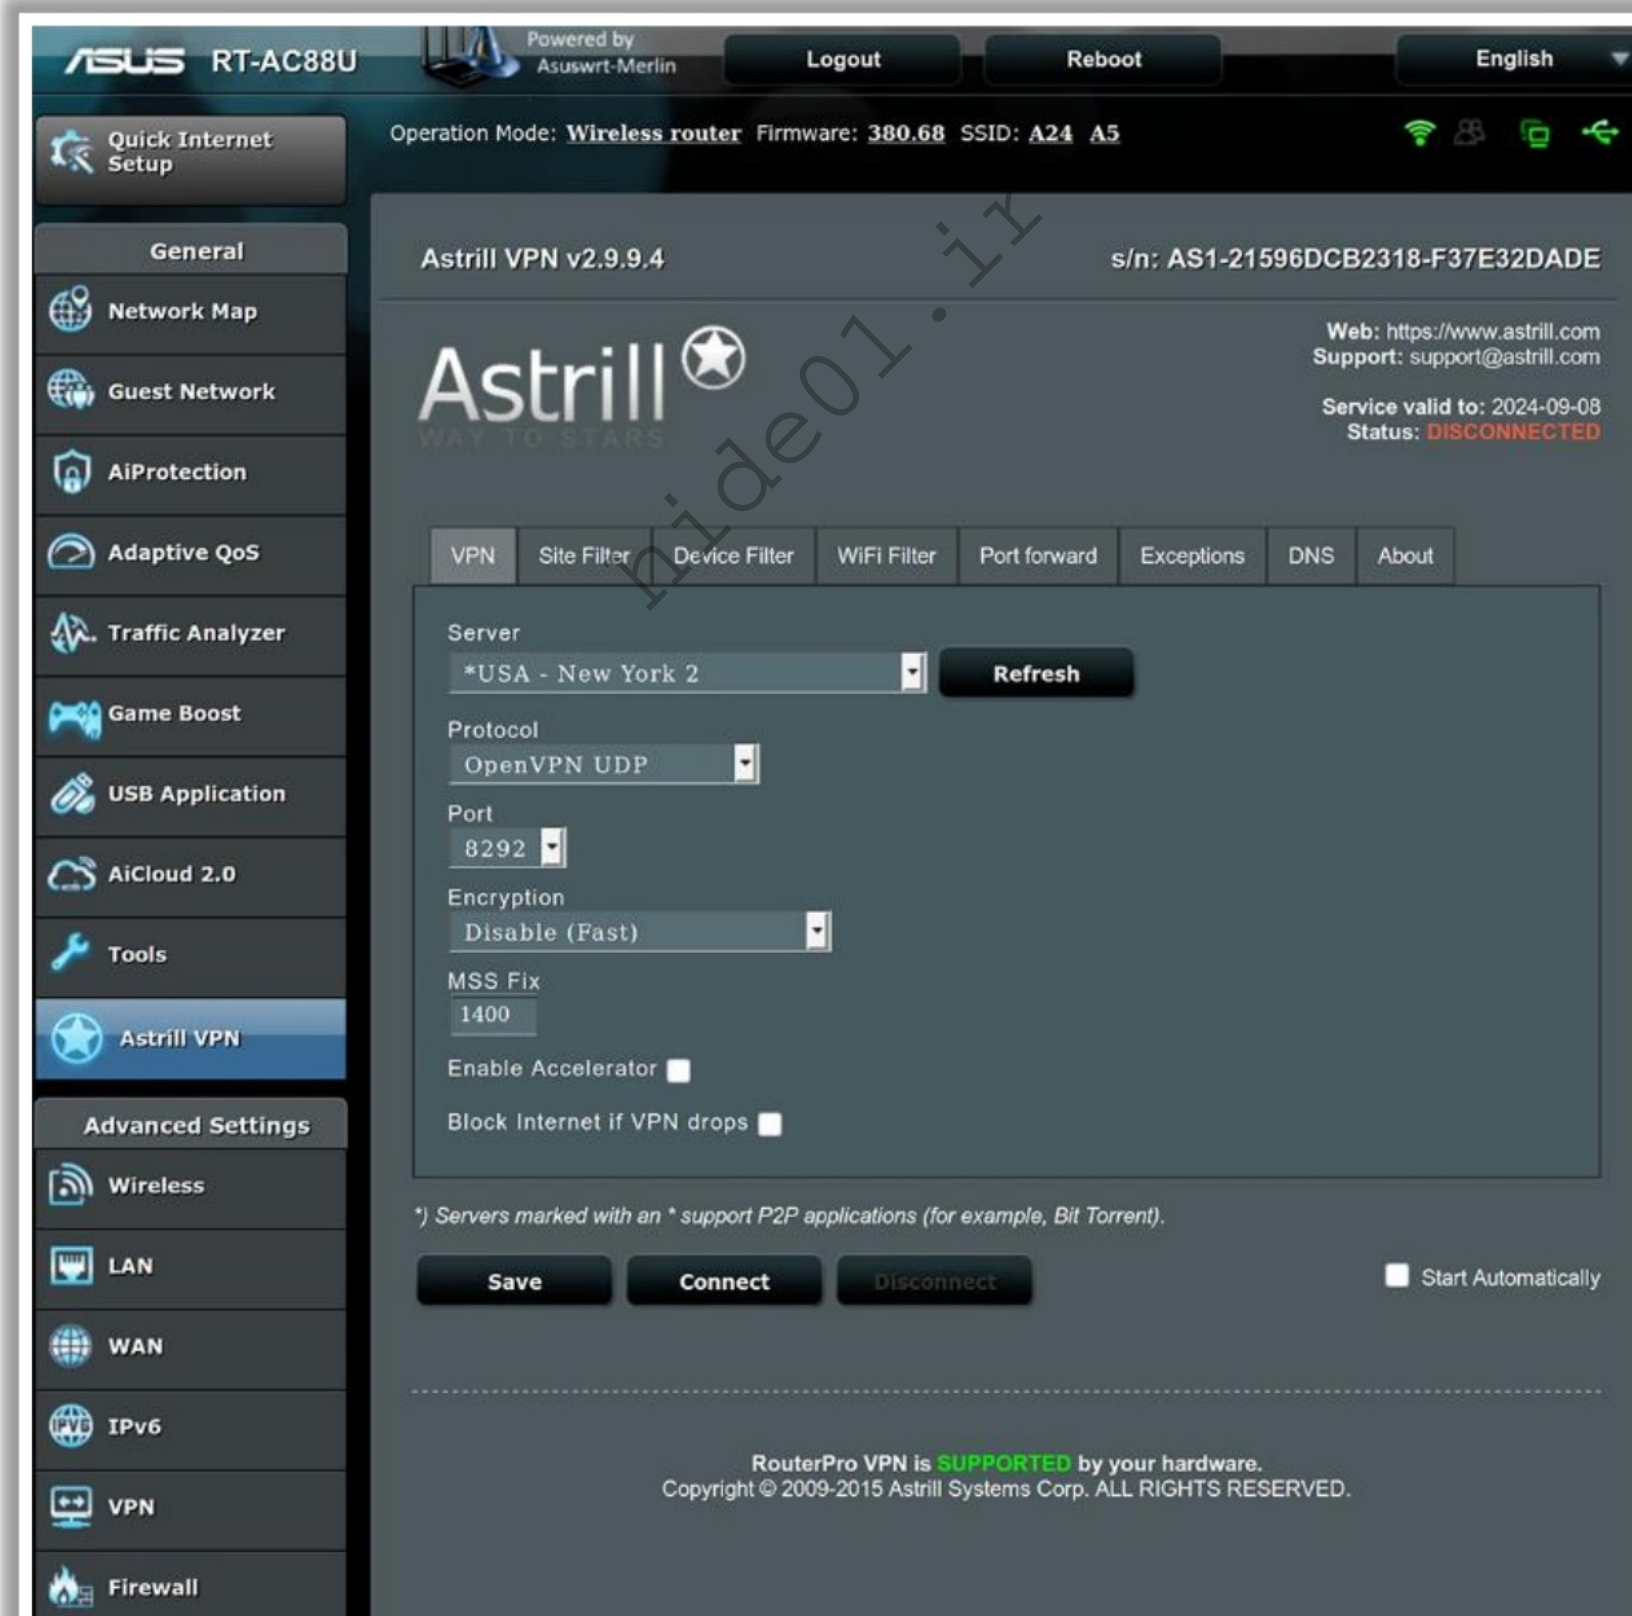 ASUS RT-AC88U
Powered by
Asuswrt-Merlin
Logout
Reboot
English
Quick Internet
Setup
Operation Mode: Wireless router Firmware: 380.68 SSID: A24 A5
General
Network Map
Guest Network
AiProtection
Adaptive QoS
Traffic Analyzer
Game Boost
USB Application
AiCloud 2.0
Tools
Astrill VPN
Advanced Settings
Wireless
LAN
WAN
IPv6
VPN
Firewall
Astrill VPN v2.9.9.4
s/n: AS1-21596DCB2318-F37E32DADE
Astrill
WAY TO STARS
Web: https://www.astrill.com
Support: support@astrill.com
Service valid to: 2024-09-08
Status: DISCONNECTED
VPN Site Filter Device Filter WiFi Filter Port forward Exceptions DNS About
Server
*USA - New York 2
Refresh
Protocol
OpenVPN UDP
Port
8292
Encryption
Disable (Fast)
MSS Fix
1400
Enable Accelerator
Block Internet if VPN drops
*) Servers marked with an * support P2P applications (for example, Bit Torrent).
Save
Connect
Disconnect
Start Automatically
RouterPro VPN is SUPPORTED by your hardware.
Copyright © 2009-2015 Astrill Systems Corp. ALL RIGHTS RESERVED.
hide01.ir